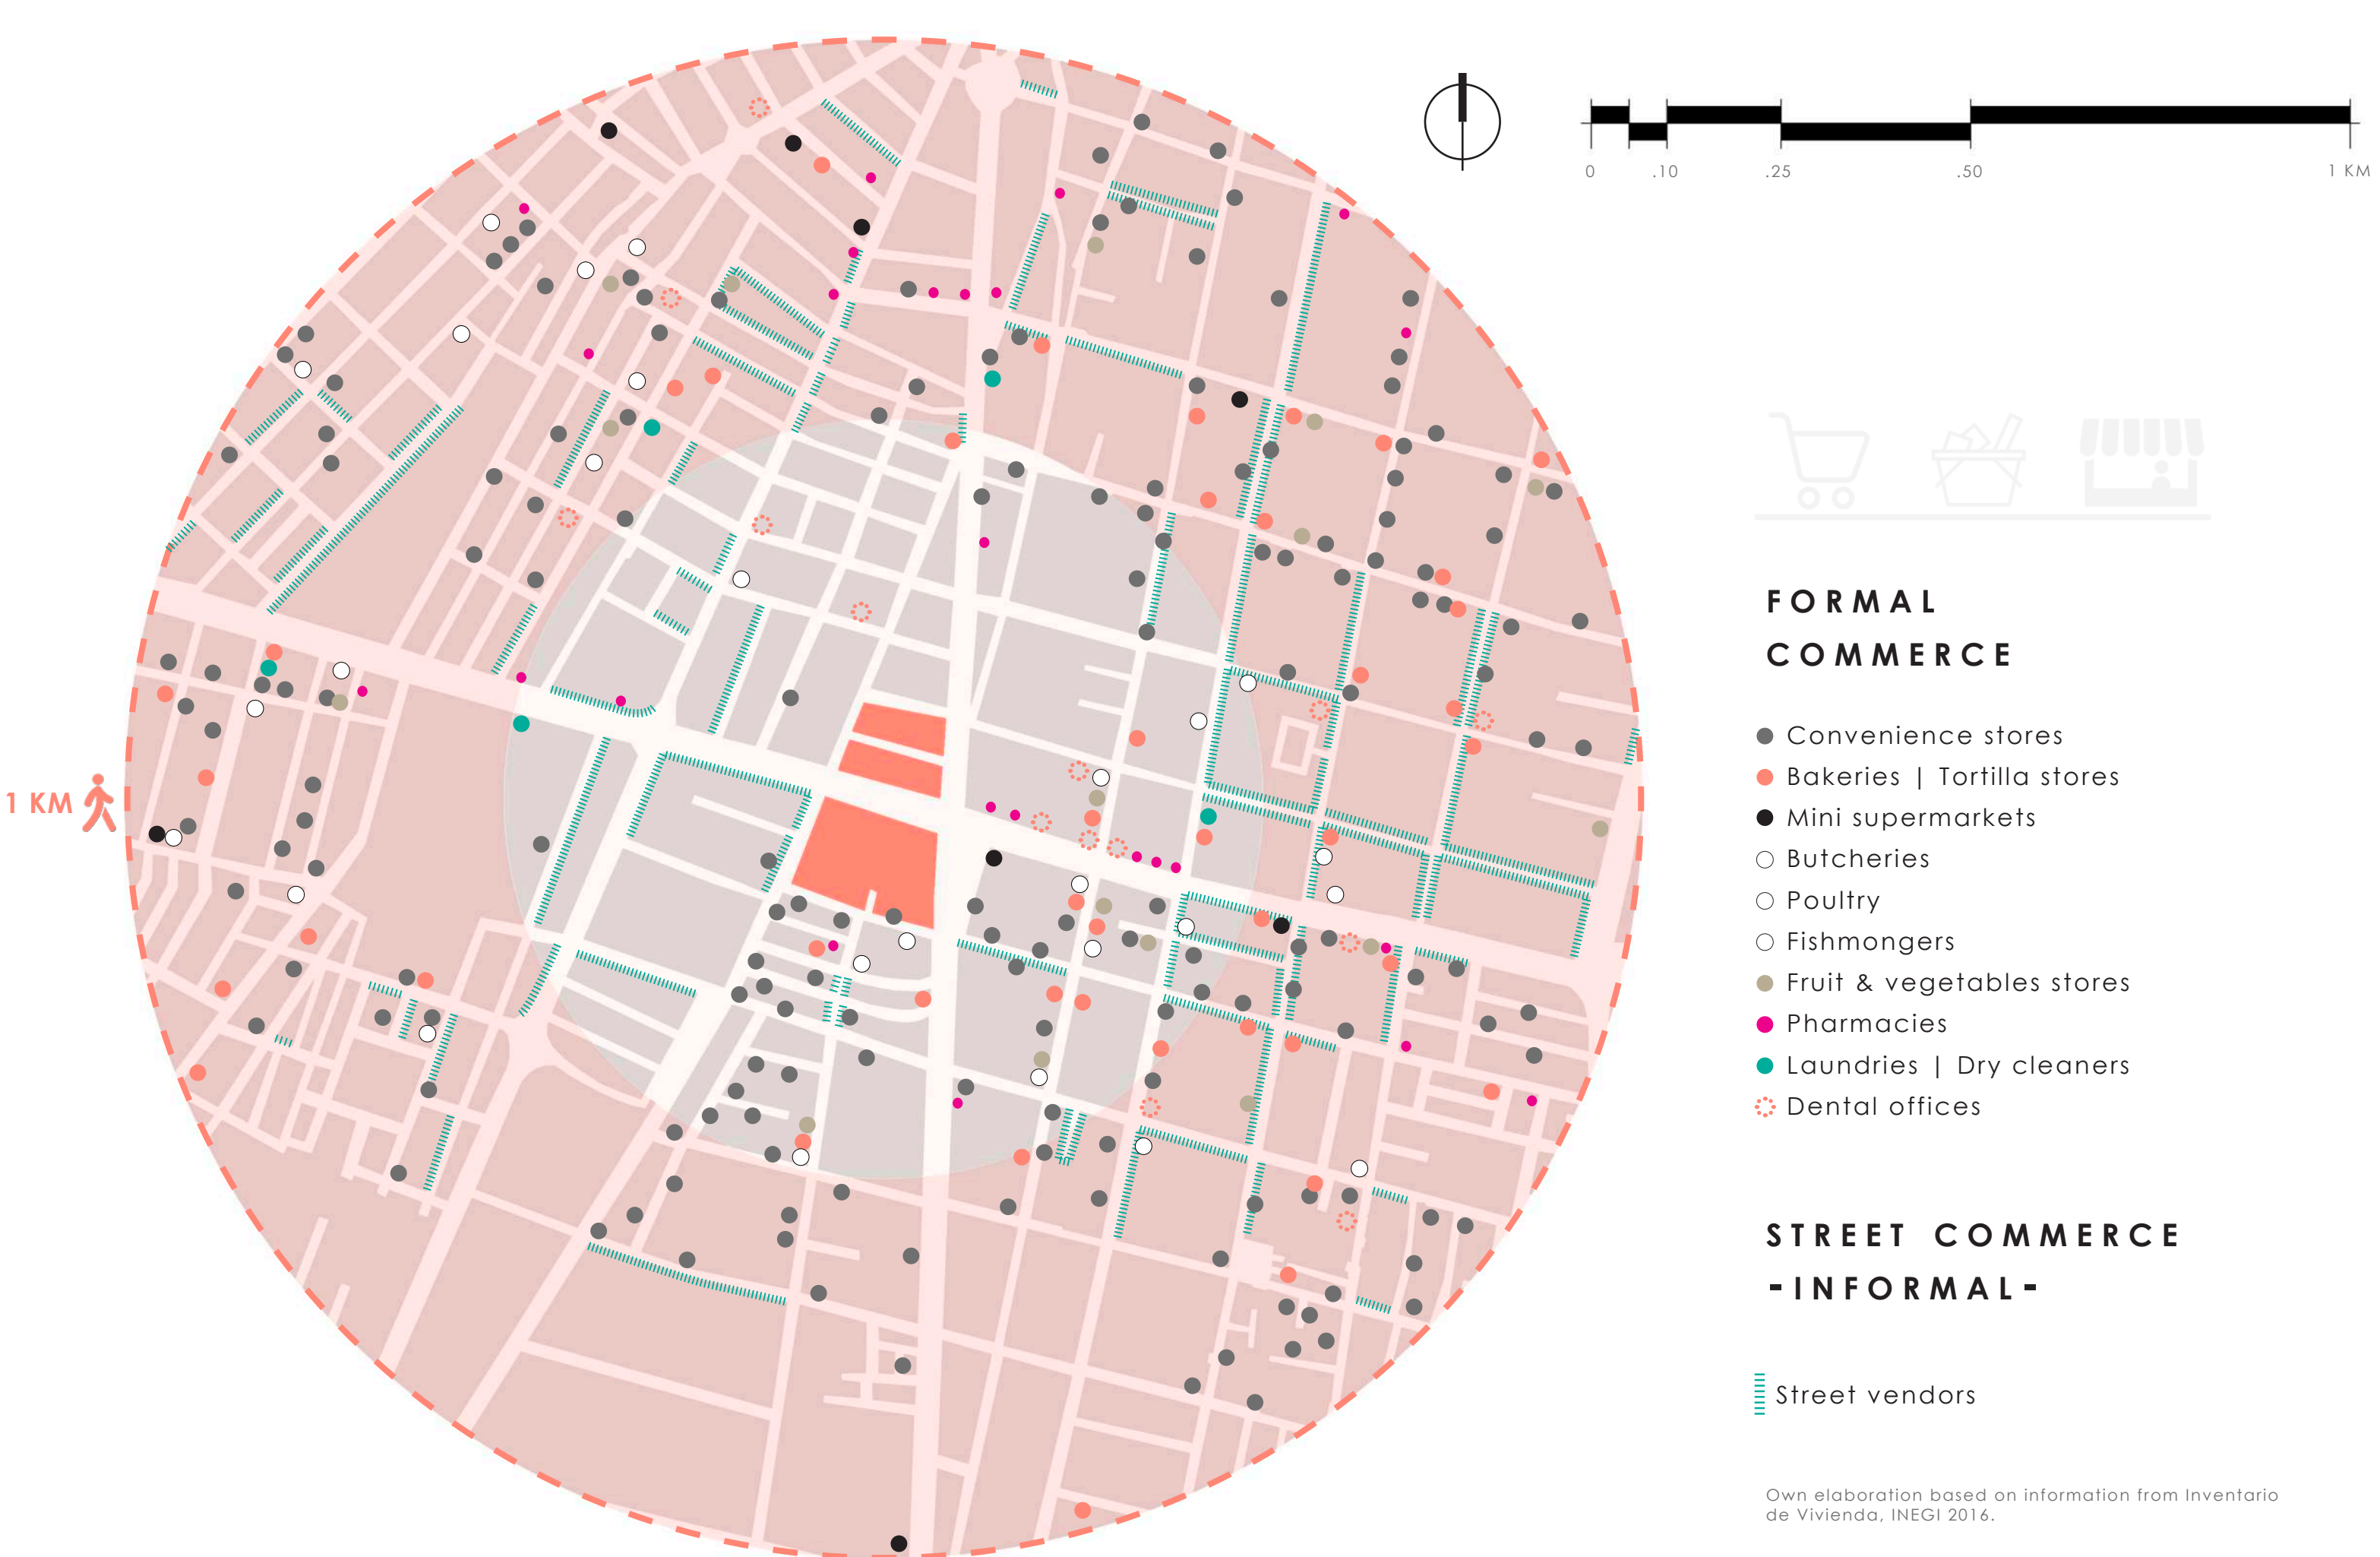 0 .10 .25 .50 1 KM
FORMAL
COMMERCE
Convenience stores
Bakeries | Tortilla stores
Mini supermarkets
1 KM
Butcheries
Poultry
Fishmongers
Fruit & vegetables stores
Pharmacies
Laundries | Dry cleaners
Dental offices
STREET COMMERCE
-INFORMAL-
Street vendors
Own elaboration based on information from Inventario
de Vivienda, INEGI 2016.